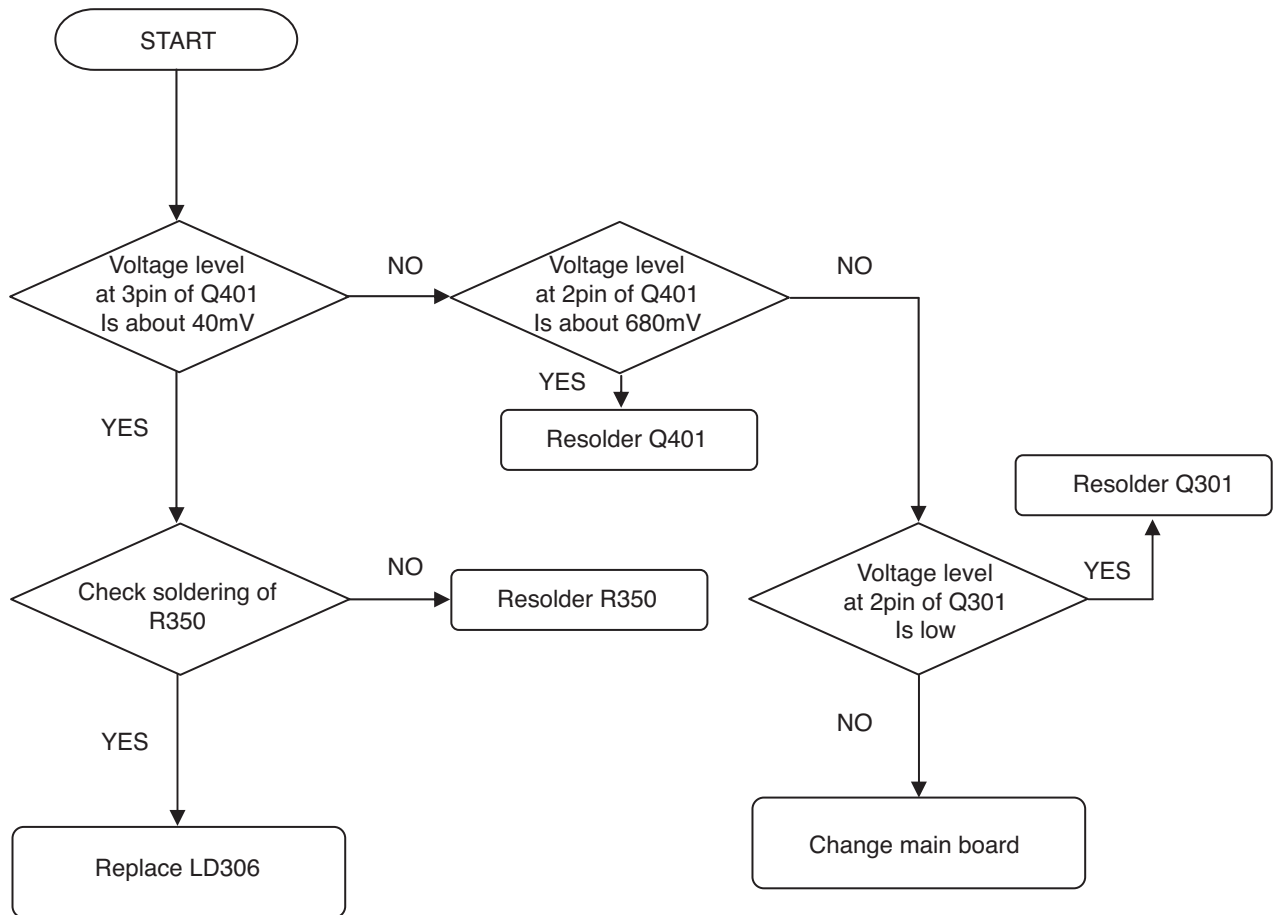 START
Voltage level
at 3pin of Q401
Is about 40mV
NO
Voltage level
at 2pin of Q401
Is about 680mV
NO
YES
Resolder Q401
YES
Resolder Q301
Check soldering of
R350
NO
Resolder R350
Voltage level
at 2pin of Q301
Is low
YES
YES
NO
Replace LD306
Change main board